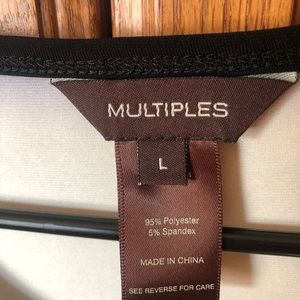 MULTIPLES
L
95% Polyester
5% Spandex
MADE IN CHINA
SEE REVERSE FOR CARE